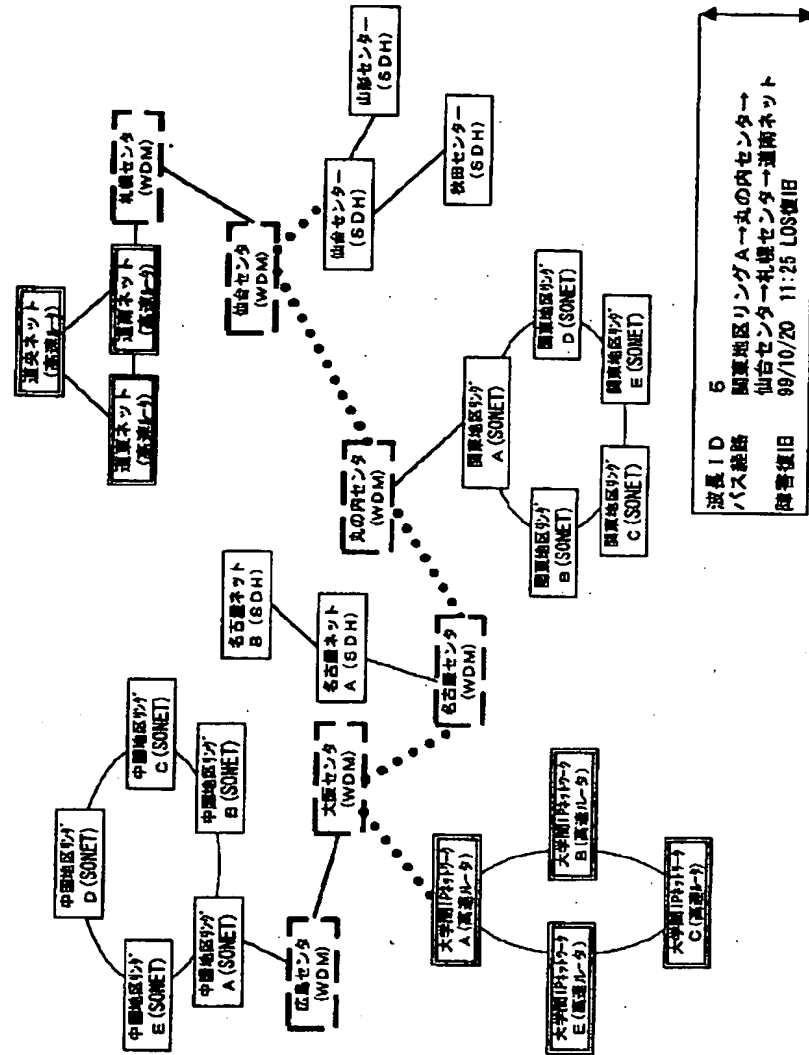 中国地区リング
D (SONET)
中国地区リング
E (SONET)
中国地区リング
C (SONET)
中国地区リング
A (SONET)
中国地区リング
B (SONET)
広島センタ
(WDM)
大阪センタ
(WDM)
大学間IPネットワーク
A (高速ルータ)
大学間IPネットワーク
E (高速ルータ)
大学間IPネットワーク
B (高速ルータ)
大学間IPネットワーク
C (高速ルータ)
名古屋ネット
B (SDH)
名古屋ネット
A (SDH)
名古屋センタ
(WDM)
丸の内センタ
(WDM)
関東地区リング
A (SONET)
関東地区リング
B (SONET)
関東地区リング
D (SONET)
関東地区リング
C (SONET)
関東地区リング
E (SONET)
道央ネット
(高速ルータ)
道東ネット
(高速ルータ)
道南ネット
(高速ルータ)
札幌センタ
(WDM)
仙台センタ
(WDM)
仙台センター
(SDH)
山形センター
(SDH)
秋田センター
(SDH)
波長ID 5
パス経路 関東地区リングA→丸の内センター→
仙台センター→札幌センター→道南ネット
障害復旧 99/10/20 11:25 LOS復旧